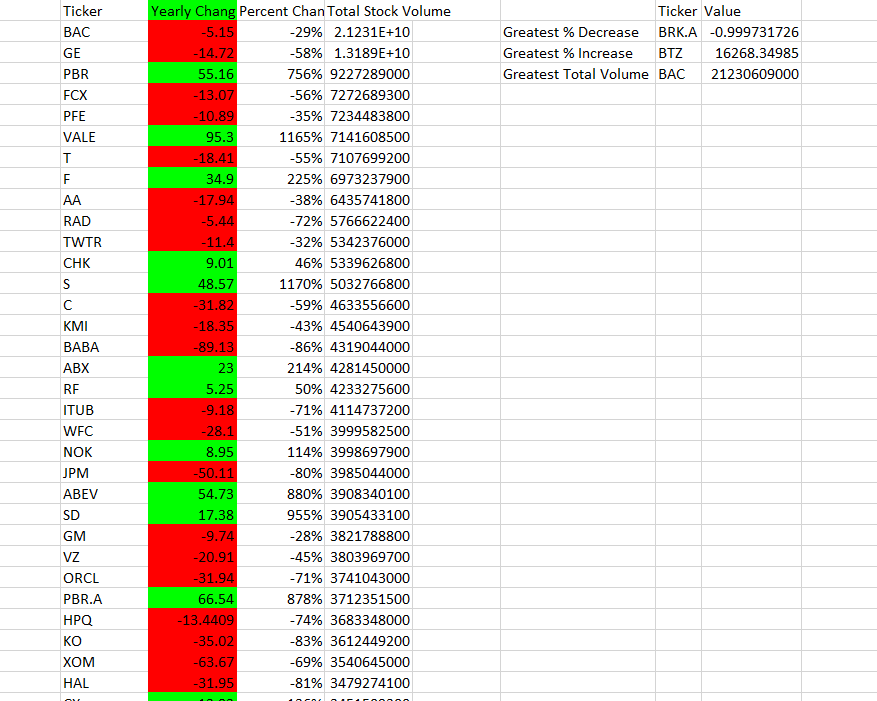 Ticker Yearly Chang Percent Chan Total Stock Volume Ticker Value
BAC -5.15 -29% 2.1231E+10 Greatest % Decrease BRK.A -0.999731726
GE -14.72 -58% 1.3189E+10 Greatest % Increase BTZ 16268.34985
PBR 55.16 756% 9227289000 Greatest Total Volume BAC 21230609000
FCX -13.07 -56% 7272689300
PFE -10.89 -35% 7234483800
VALE 95.3 1165% 7141608500
T -18.41 -55% 7107699200
F 34.9 225% 6973237900
AA -17.94 -38% 6435741800
RAD -5.44 -72% 5766622400
TWTR -11.4 -32% 5342376000
CHK 9.01 46% 5339626800
S 48.57 1170% 5032766800
C -31.82 -59% 4633556600
KMI -18.35 -43% 4540643900
BABA -89.13 -86% 4319044000
ABX 23 214% 4281450000
RF 5.25 50% 4233275600
ITUB -9.18 -71% 4114737200
WFC -28.1 -51% 3999582500
NOK 8.95 114% 3998697900
JPM -50.11 -80% 3985044000
ABEV 54.73 880% 3908340100
SD 17.38 955% 3905433100
GM -9.74 -28% 3821788800
VZ -20.91 -45% 3803969700
ORCL -31.94 -71% 3741043000
PBR.A 66.54 878% 3712351500
HPQ -13.4409 -74% 3683348000
KO -35.02 -83% 3612449200
XOM -63.67 -69% 3540645000
HAL -31.95 -81% 3479274100